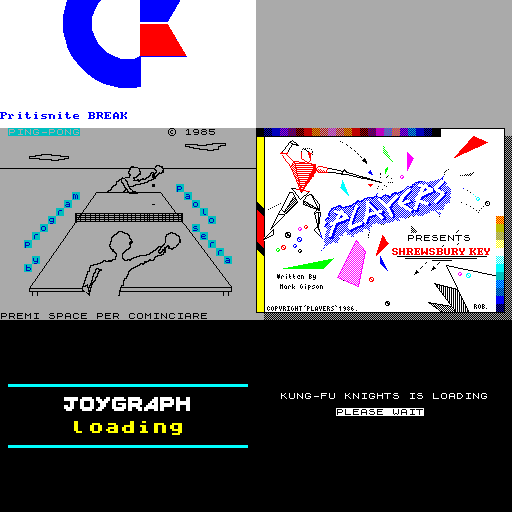 Pritisnite BREAK
PING-PONG © 1985
program
by
paolo
serra
PREMI SPACE PER COMINCIARE
PLAYERS
PRESENTS
SHREWSBURY KEY
Written By
Mark Gipson
COPYRIGHT 'PLAYERS' 1986.
ROB.
JOYGRAPH
loading
KUNG-FU KNIGHTS IS LOADING
PLEASE WAIT